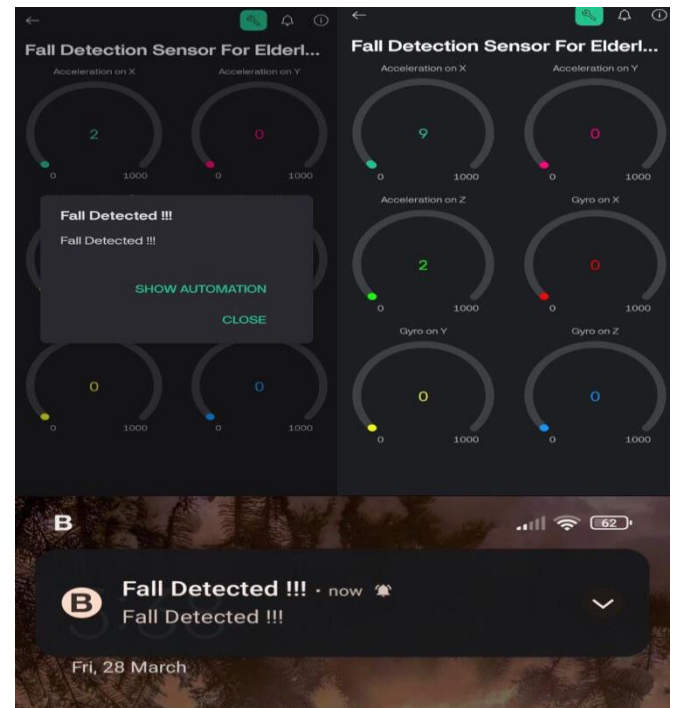 Fall Detection Sensor For Elderl...
Acceleration on X
Acceleration on Y
2
0
0
1000
0
1000
Fall Detected !!!
Fall Detected !!!
SHOW AUTOMATION
CLOSE
0
0
0
1000
0
1000
Fall Detection Sensor For Elderl...
Acceleration on X
Acceleration on Y
9
0
0
1000
0
1000
Acceleration on Z
Gyro on X
2
0
0
1000
0
1000
Gyro on Y
Gyro on Z
0
0
0
1000
0
1000
B
62
B
Fall Detected !!! · now
Fall Detected !!!
Fri, 28 March